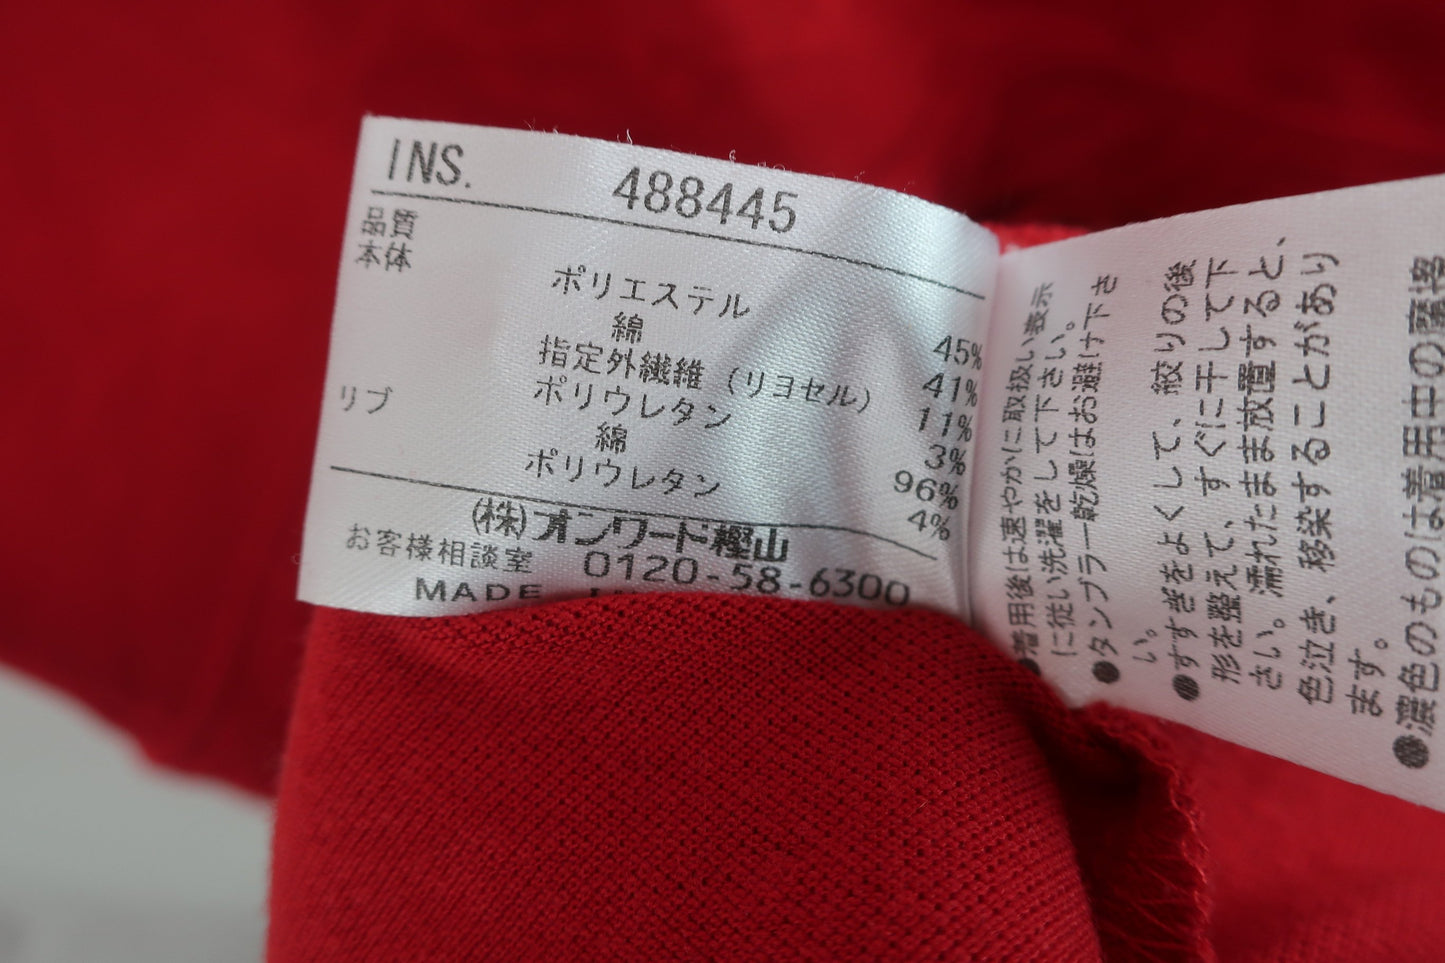 INS. 488445
品質
本体
ポリエステル 45%
綿 41%
指定外繊維 (リヨセル) 11%
ポリウレタン 3%
リブ
綿 96%
ポリウレタン 4%
(株)オンワード樫山
お客様相談室 0120-58-6300
MADE
●着用後は速やかに取扱い表示
に従い洗濯をして下さい。
●タンブラー乾燥はお避け下さ
い。
●すすぎをよくして、絞りの後
形を整えて、すぐに干して下
さい。濡れたまま放置すると、
色泣き、移染することがあり
ます。
●濃色のものは着用中の摩擦